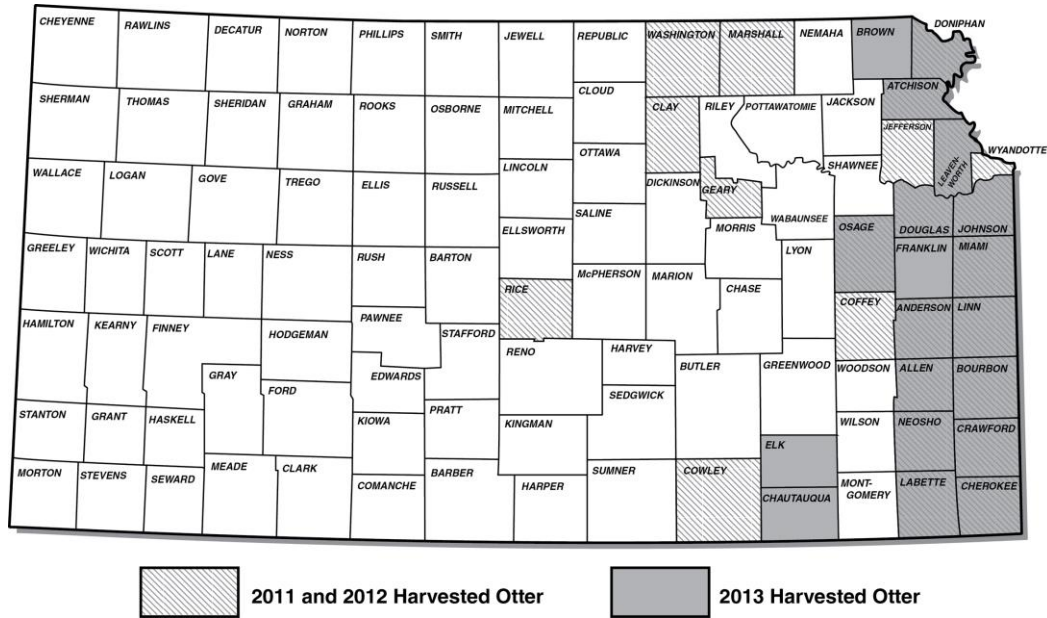 CHEYENNE
RAWLINS
DECATUR
NORTON
PHILLIPS
SMITH
JEWELL
REPUBLIC
WASHINGTON
MARSHALL
NEMAHA
BROWN
DONIPHAN
SHERMAN
THOMAS
SHERIDAN
GRAHAM
ROOKS
OSBORNE
MITCHELL
CLOUD
CLAY
RILEY
POTTAWATOMIE
JACKSON
ATCHISON
JEFFERSON
LEAVEN-
WORTH
WYANDOTTE
WALLACE
LOGAN
GOVE
TREGO
ELLIS
RUSSELL
LINCOLN
OTTAWA
DICKINSON
GEARY
SHAWNEE
SALINE
ELLSWORTH
MORRIS
WABAUNSEE
OSAGE
DOUGLAS
JOHNSON
GREELEY
WICHITA
SCOTT
LANE
NESS
RUSH
BARTON
RICE
McPHERSON
MARION
CHASE
LYON
COFFEY
FRANKLIN
MIAMI
ANDERSON
LINN
HAMILTON
KEARNY
FINNEY
HODGEMAN
PAWNEE
STAFFORD
RENO
HARVEY
BUTLER
GREENWOOD
WOODSON
ALLEN
BOURBON
GRAY
FORD
EDWARDS
SEDGWICK
STANTON
GRANT
HASKELL
KIOWA
PRATT
KINGMAN
ELK
WILSON
NEOSHO
CRAWFORD
MORTON
STEVENS
SEWARD
MEADE
CLARK
COMANCHE
BARBER
HARPER
SUMNER
COWLEY
CHAUTAUQUA
MONT-
GOMERY
LABETTE
CHEROKEE
2011 and 2012 Harvested Otter
2013 Harvested Otter